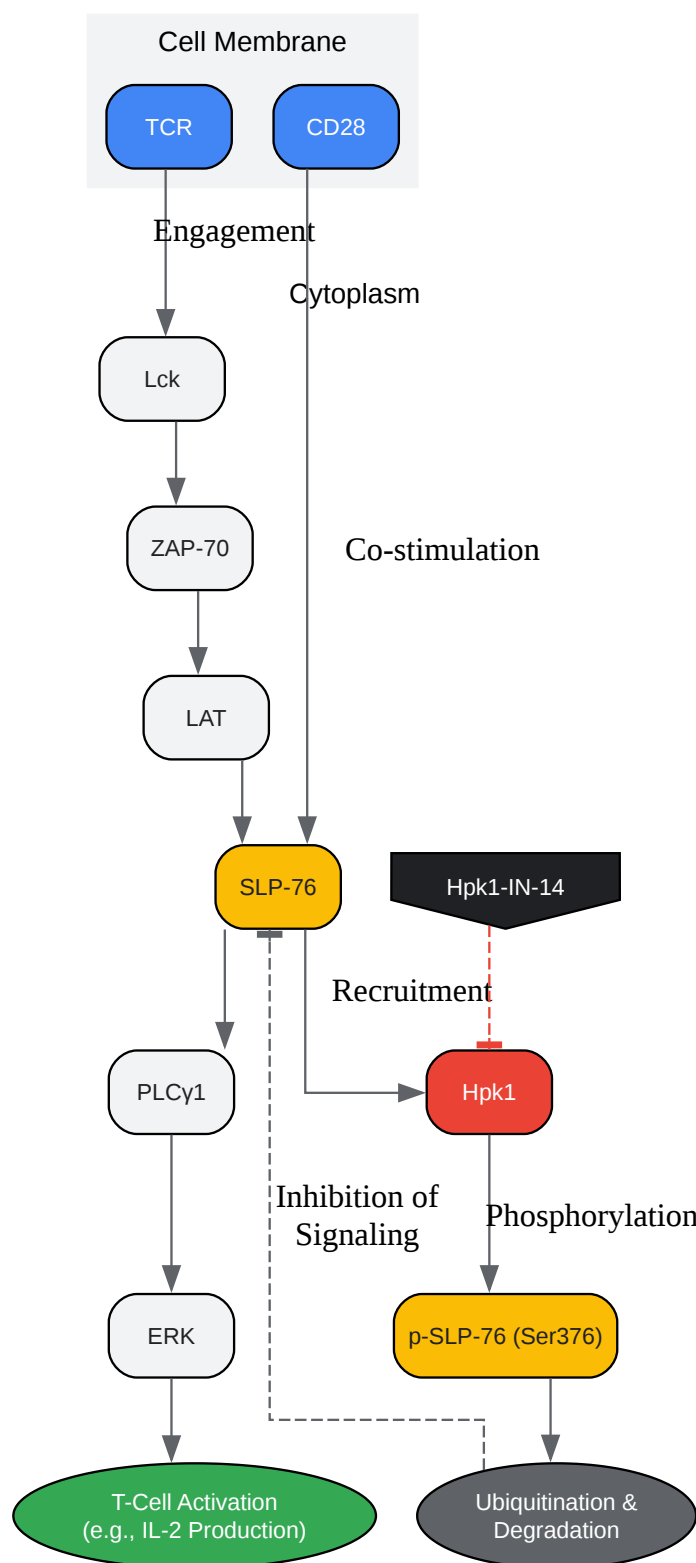 Cell Membrane
TCR
CD28
Engagement
Cytoplasm
Lck
ZAP-70
Co-stimulation
LAT
SLP-76
Hpk1-IN-14
Recruitment
PLCγ1
Hpk1
Inhibition of
Signaling
Phosphorylation
ERK
p-SLP-76 (Ser376)
T-Cell Activation
(e.g., IL-2 Production)
Ubiquitination &
Degradation